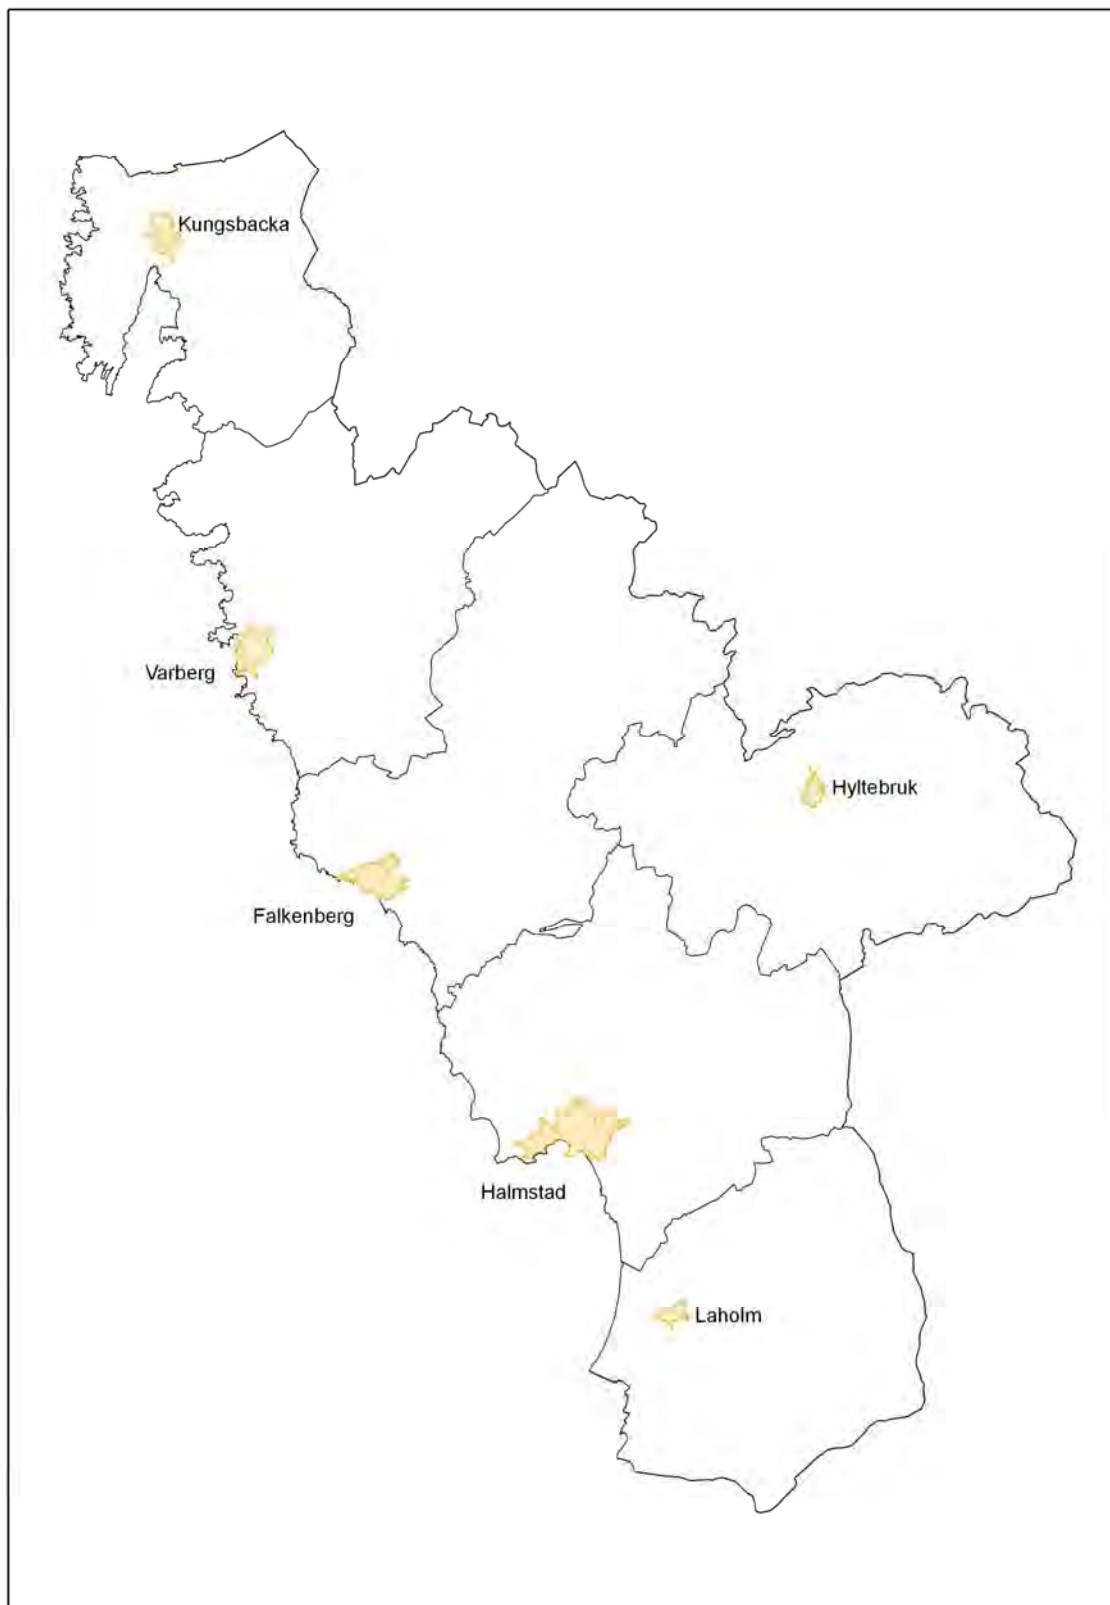 Kungsbacka
Varberg
Hyltebruk
Falkenberg
Halmstad
Laholm